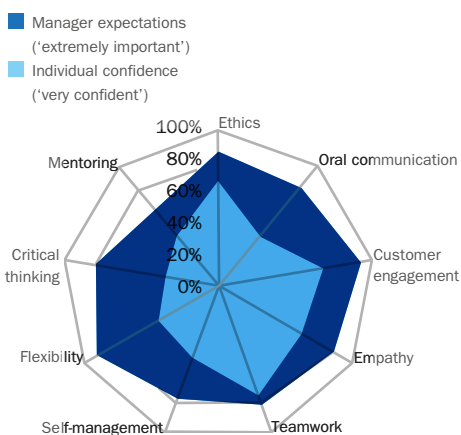 Manager expectations
(‘extremely important’)
Individual confidence
(‘very confident’)
100%
Ethics
80%
Mentoring
Oral communication
60%
40%
20%
Critical
thinking
Customer
engagement
0%
Flexibility
Empathy
Self-management
Teamwork